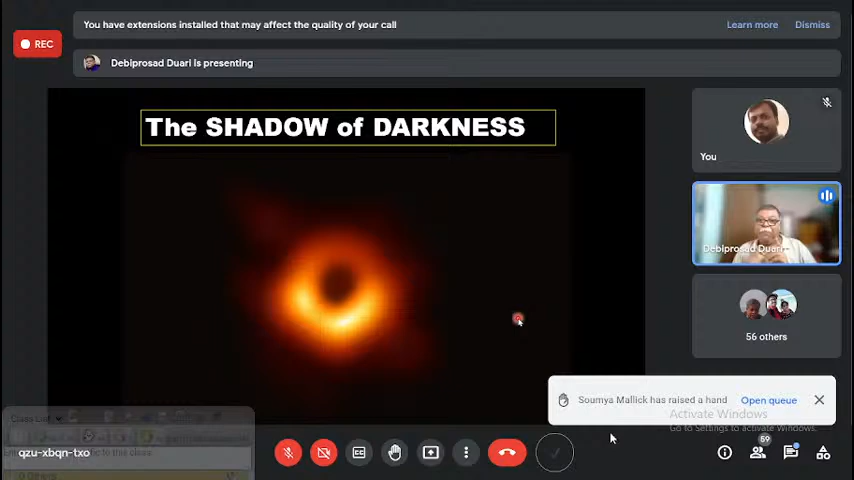 You have extensions installed that may affect the quality of your call
Learn more
Dismiss
REC
Debiprosad Duari is presenting
The SHADOW of DARKNESS
You
Debiprosad Duari
56 others
Soumya Mallick has raised a hand
Open queue
Activate Windows
Go to Settings to activate Windows.
Class List
qzu-xbqn-txo
59